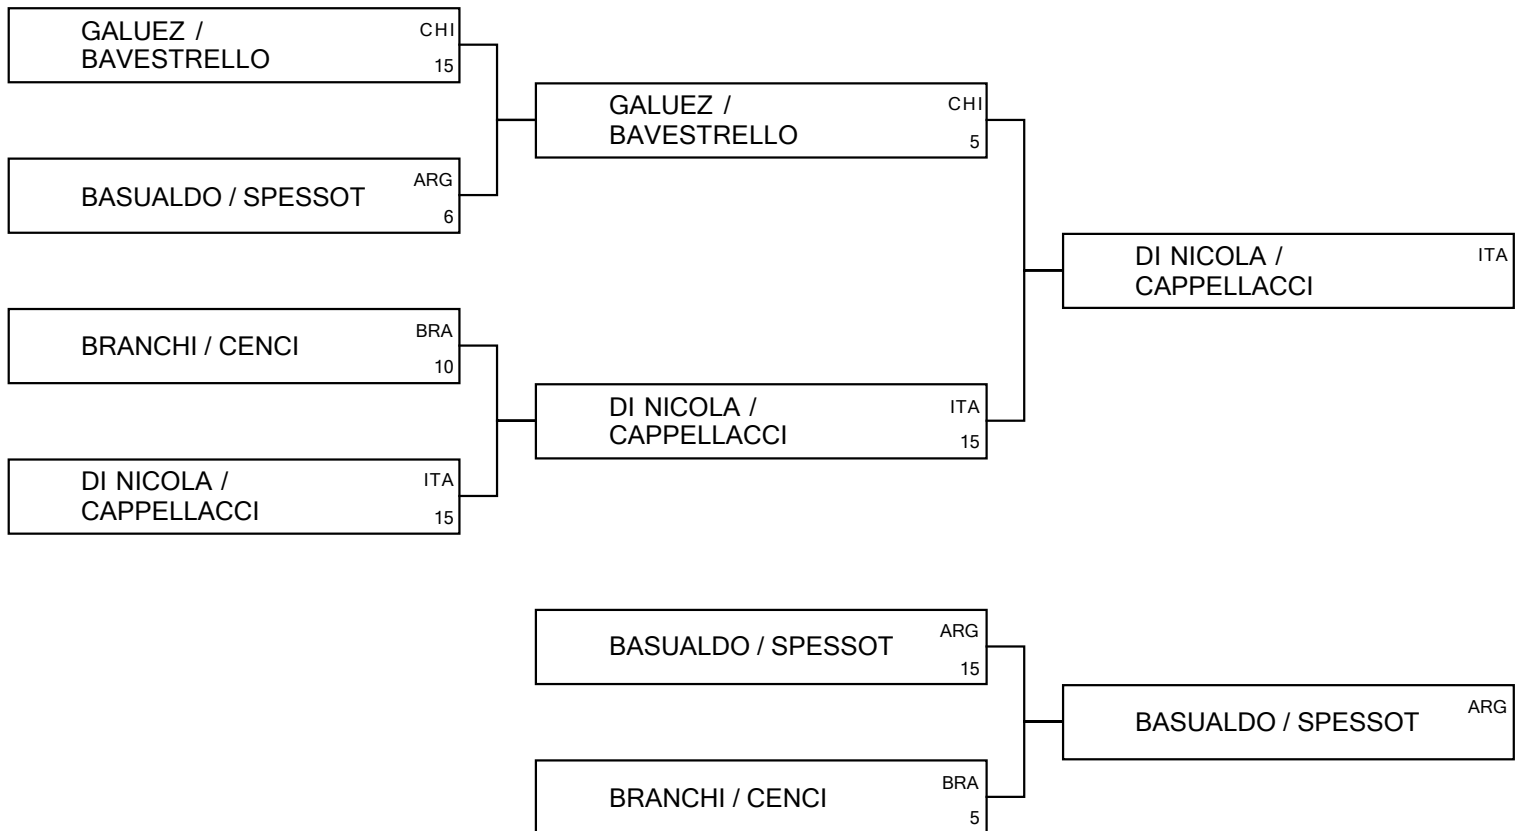 GALUEZ /
BAVESTRELLO
CHI
15
BASUALDO / SPESSOT
ARG
6
BRANCHI / CENCI
BRA
10
DI NICOLA /
CAPPELLACCI
ITA
15
GALUEZ /
BAVESTRELLO
CHI
5
DI NICOLA /
CAPPELLACCI
ITA
15
DI NICOLA /
CAPPELLACCI
ITA
BASUALDO / SPESSOT
ARG
15
BRANCHI / CENCI
BRA
5
BASUALDO / SPESSOT
ARG